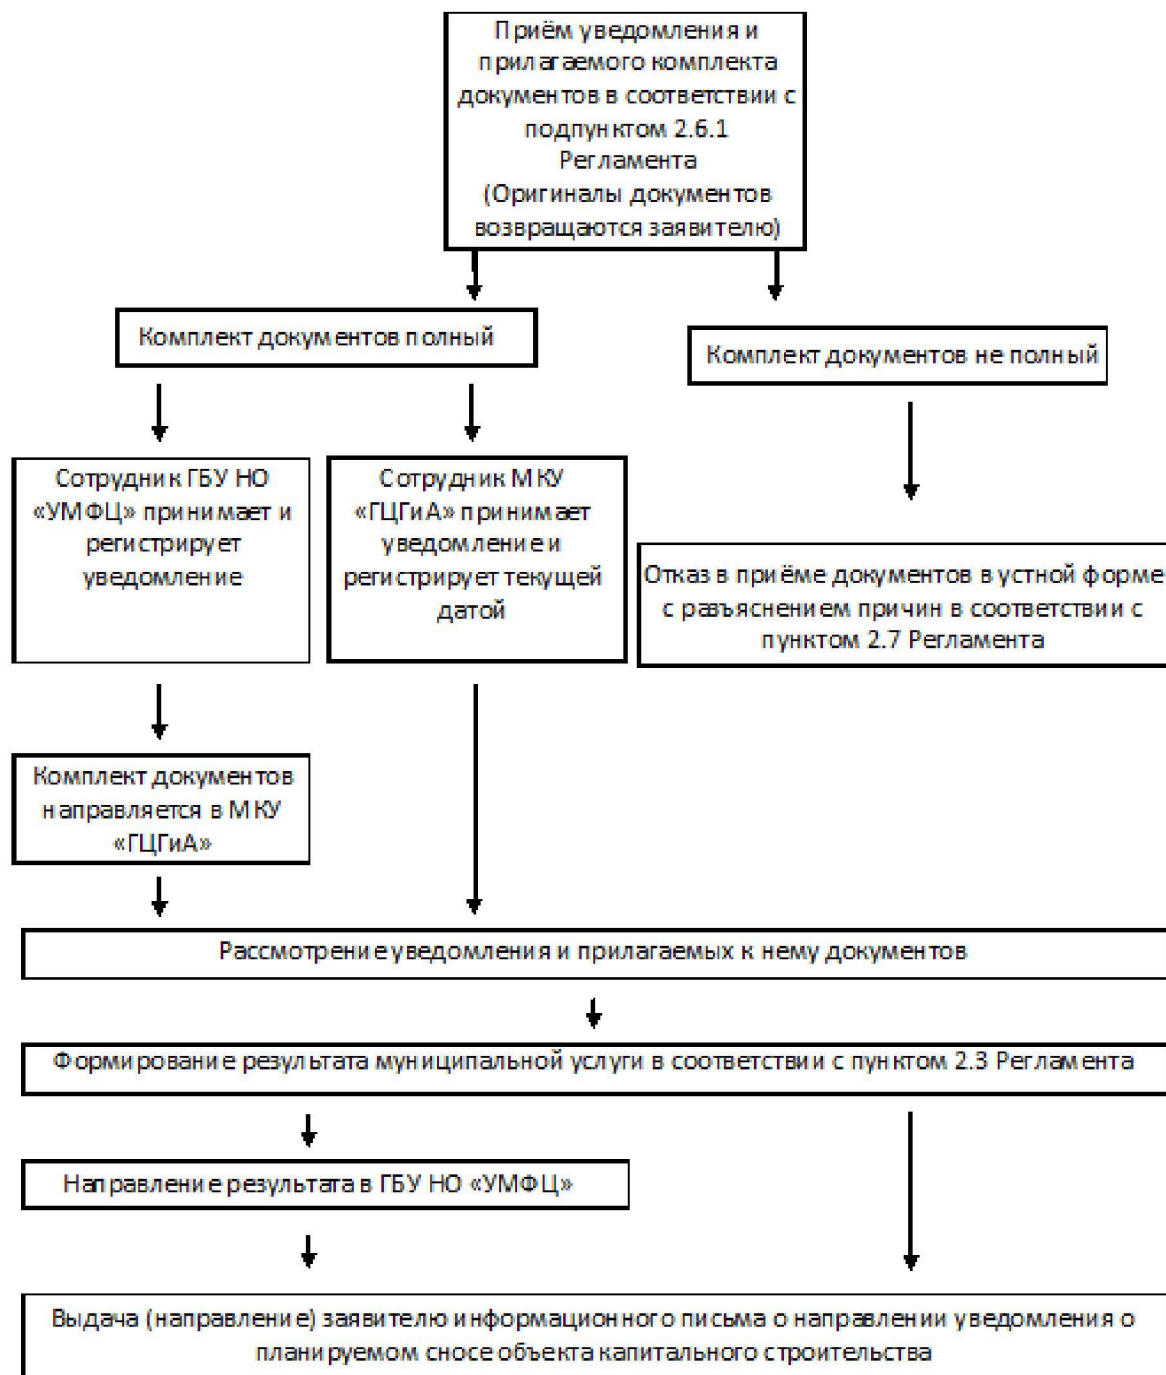 Приём уведомления и
прилагаемого комплекта
документов в соответствии с
подпунктом 2.6.1
Регламента
(Оригиналы документов
возвращаются заявителю)
Комплект документов полный
Комплект документов не полный
Сотрудник ГБУ НО
«УМФЦ» принимает и
регистрирует
уведомление
Сотрудник МКУ
«ГЦГиА» принимает
уведомление и
регистрирует текущей
датой
Отказ в приёме документов в устной форме
с разъяснением причин в соответствии с
пунктом 2.7 Регламента
Комплект документов
направляется в МКУ
«ГЦГиА»
Рассмотрение уведомления и прилагаемых к нему документов
Формирование результата муниципальной услуги в соответствии с пунктом 2.3 Регламента
Направление результата в ГБУ НО «УМФЦ»
Выдача (направление) заявителю информационного письма о направлении уведомления о
планируемом сносе объекта капитального строительства